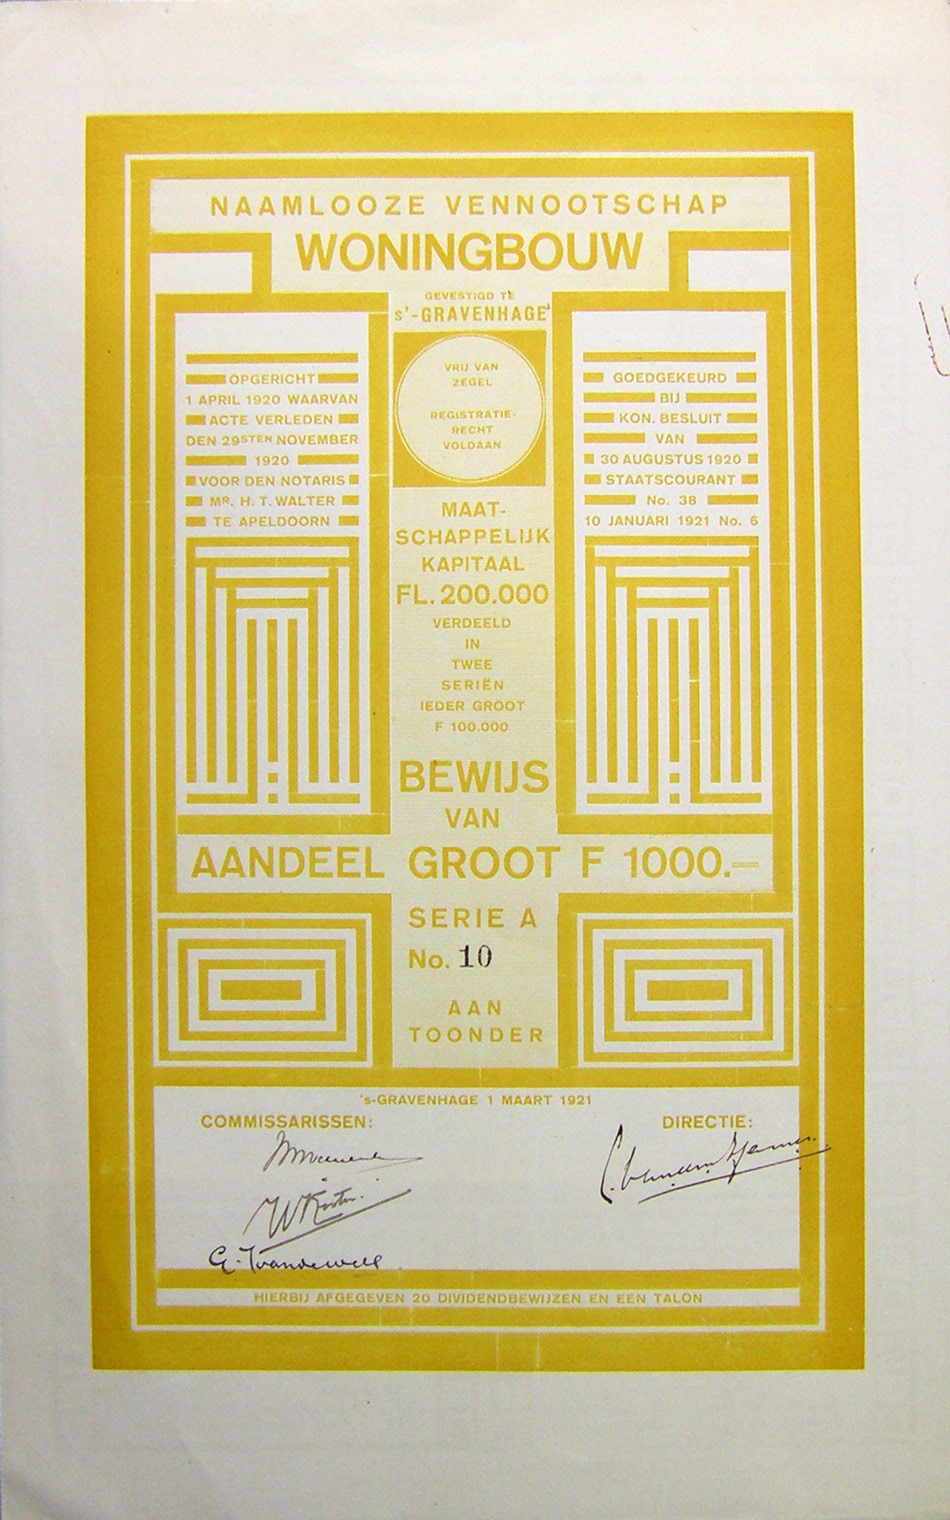 NAAMLOOZE VENNOOTSCHAP
WONINGBOUW
GEVESTIGD TE
s'-GRAVENHAGE
VRIJ VAN
ZEGEL
REGISTRATIE-
RECHT
VOLDAAN
OPGERICHT
1 APRIL 1920 WAARVAN
ACTE VERLEDEN
DEN 29STEN NOVEMBER
1920
VOOR DEN NOTARIS
MR. H. T. WALTER
TE APELDOORN
GOEDGEKEURD
BIJ
KON. BESLUIT
VAN
30 AUGUSTUS 1920
STAATSCOURANT
No. 38
10 JANUARI 1921 No. 6
MAAT-
SCHAPPELIJK
KAPITAAL
FL. 200.000
VERDEELD
IN
TWEE
SERIËN
IEDER GROOT
F 100.000
BEWIJS
VAN
AANDEEL GROOT F 1000.—
SERIE A
No. 10
AAN
TOONDER
's-GRAVENHAGE 1 MAART 1921
COMMISSARISSEN:
DIRECTIE:
HIERBIJ AFGEGEVEN 20 DIVIDENDBEWIJZEN EN EEN TALON